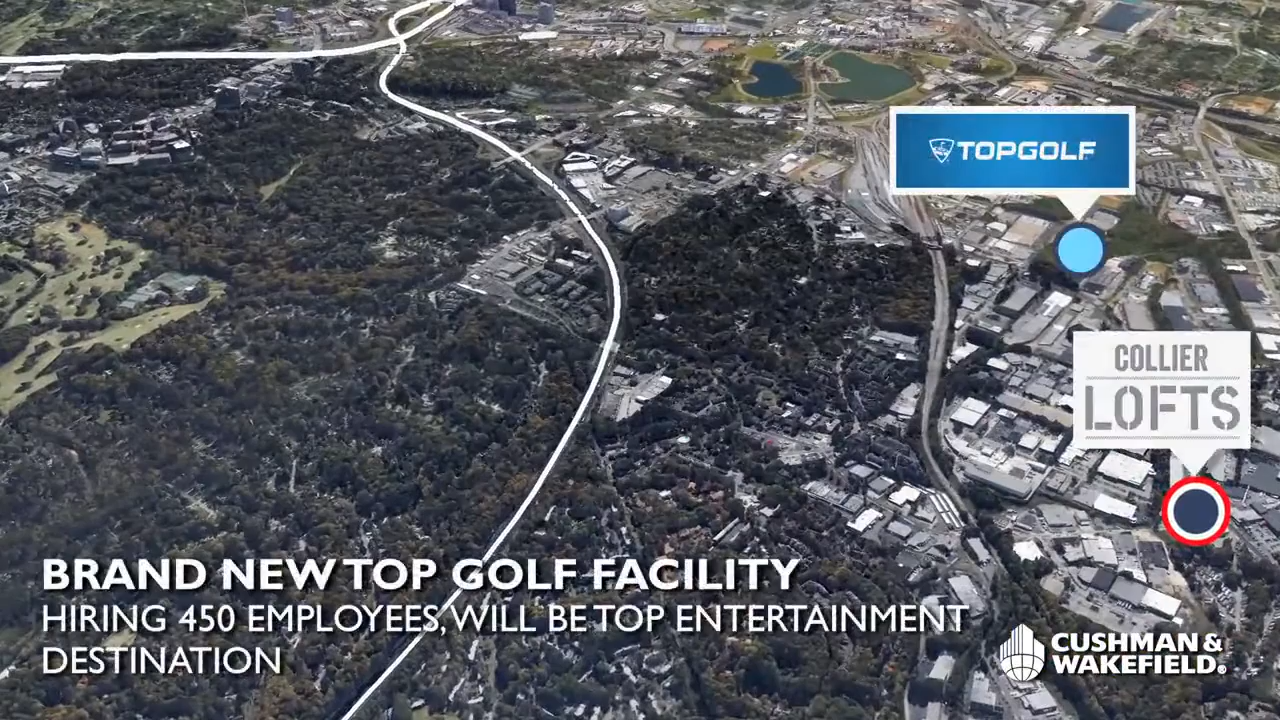 TOPGOLF
COLLIER
LOFTS
BRAND NEW TOP GOLF FACILITY
HIRING 450 EMPLOYEES, WILL BE TOP ENTERTAINMENT
DESTINATION
CUSHMAN &
WAKEFIELD®